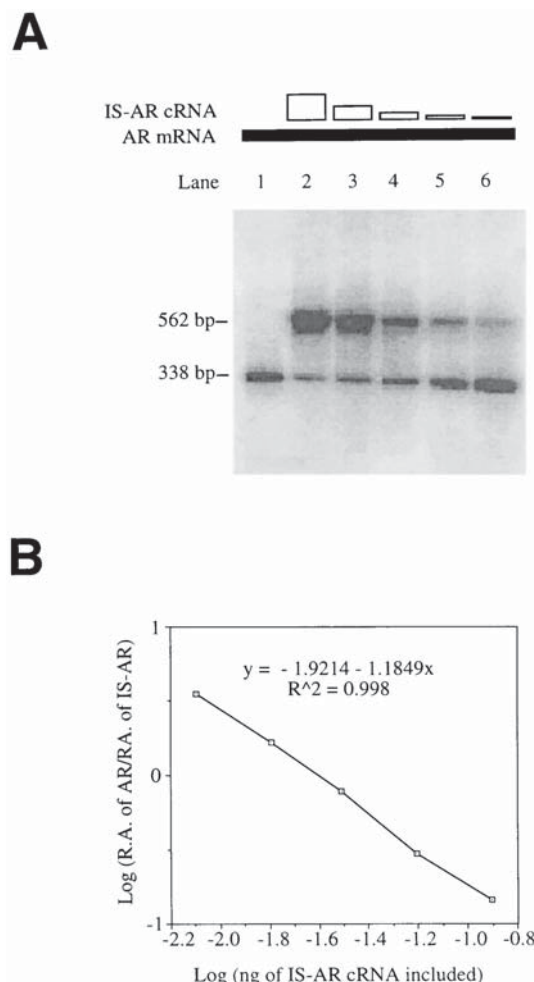 A
IS-AR cRNA
AR mRNA
Lane 1 2 3 4 5 6
562 bp–
338 bp–
B
Log (R.A. of AR/RA. of IS-AR)
1
y = - 1.9214 - 1.1849x
R^2 = 0.998
0
-1
-2.2 -2.0 -1.8 -1.6 -1.4 -1.2 -1.0 -0.8
Log (ng of IS-AR cRNA included)